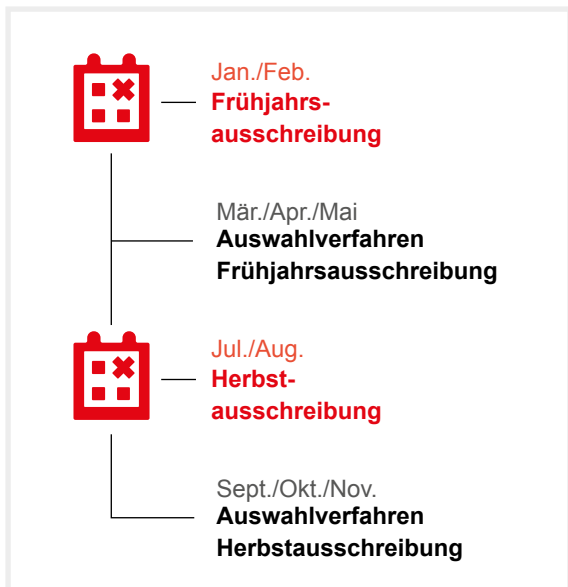 Jan./Feb.
Frühjahrs-
ausschreibung
Mär./Apr./Mai
Auswahlverfahren
Frühjahrsausschreibung
Jul./Aug.
Herbst-
ausschreibung
Sept./Okt./Nov.
Auswahlverfahren
Herbstausschreibung